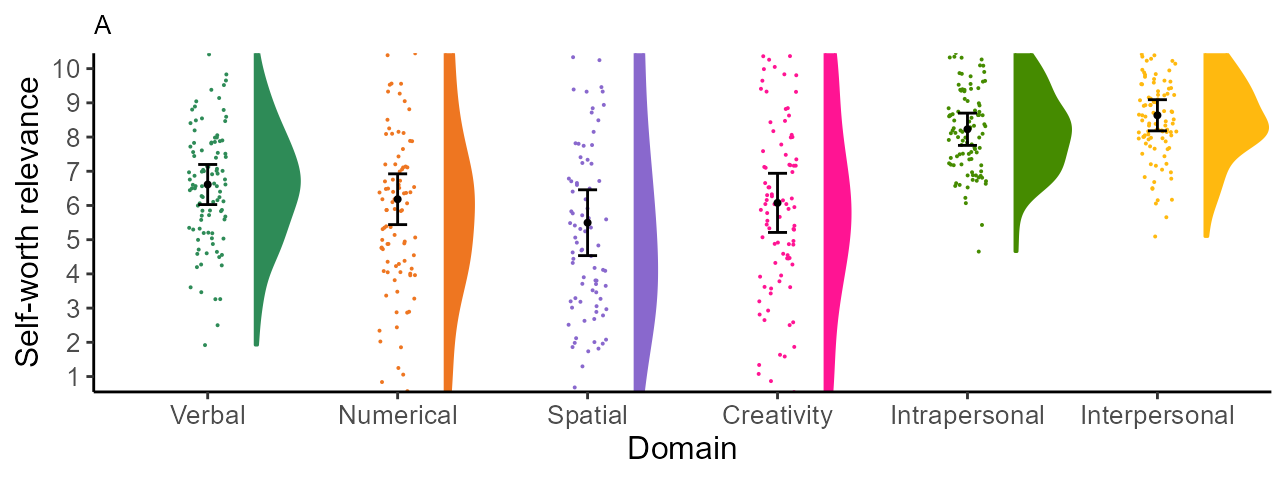 A
Self-worth relevance
10
9
8
7
6
5
4
3
2
1
Verbal Numerical Spatial Creativity Intrapersonal Interpersonal
Domain